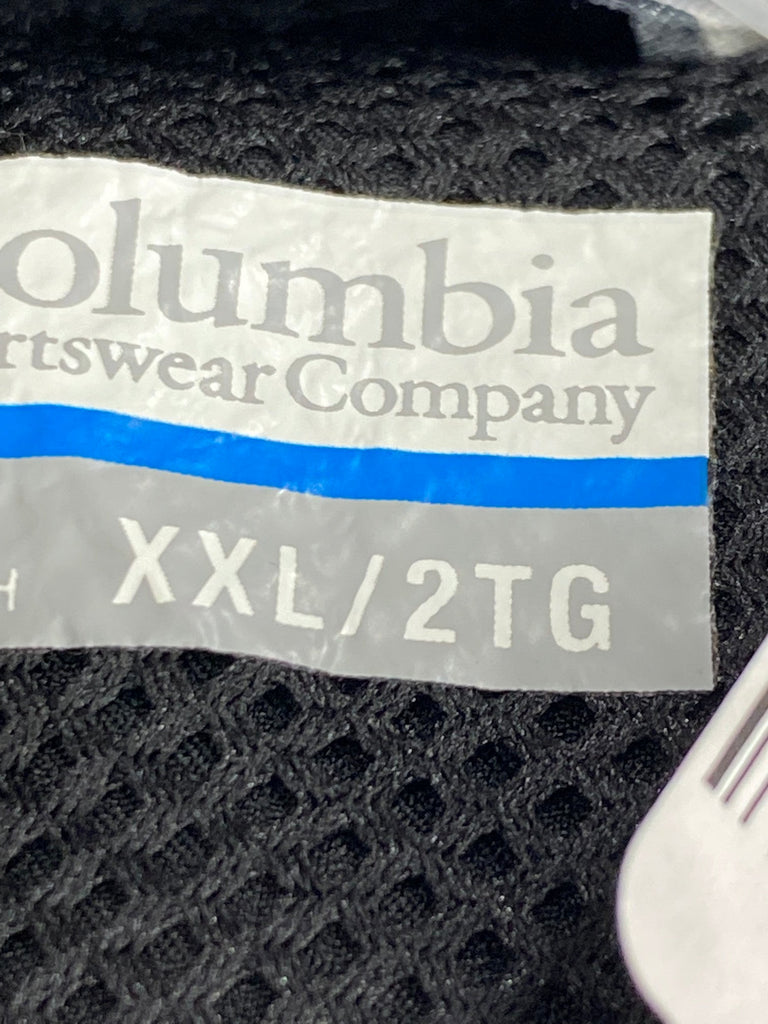 olumbia
rtswear Company
H XXL/2TG